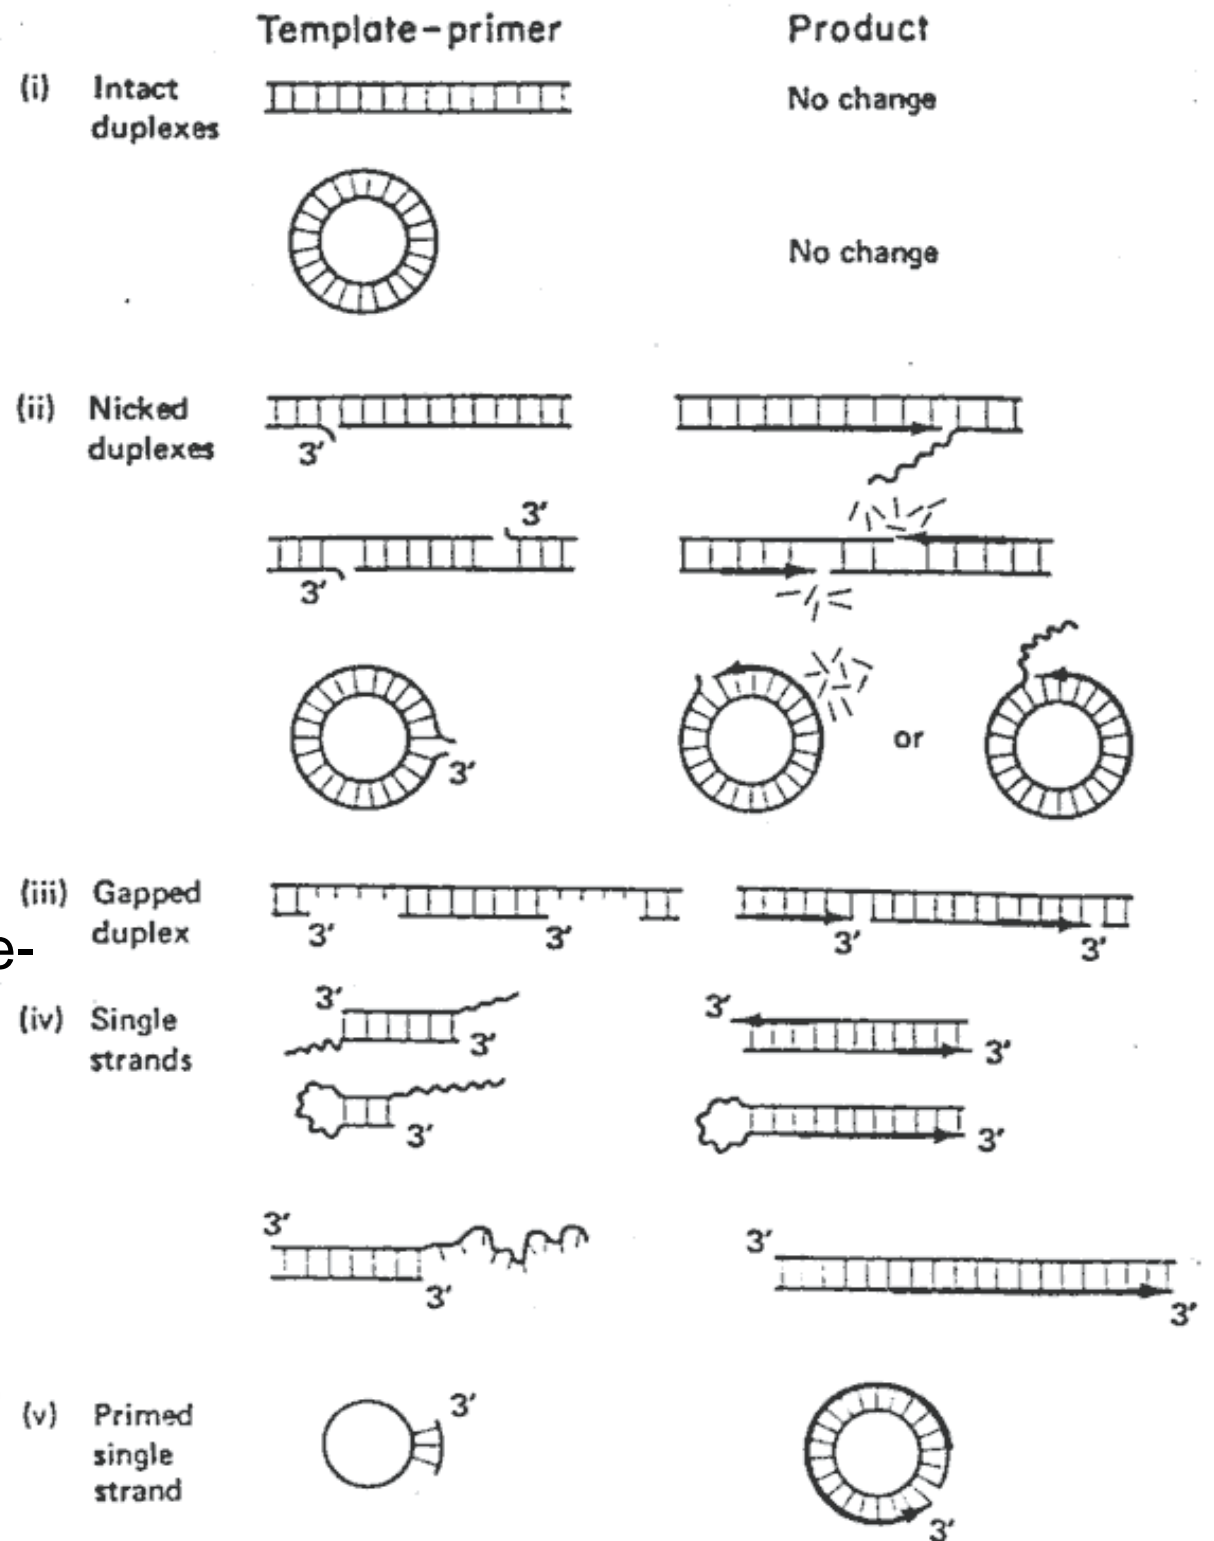 Template-primer Product
(i) Intact duplexes No change
No change
(ii) Nicked duplexes
3'
3'
3'
3'
or
(iii) Gapped duplex
3' 3' 3' 3'
e-
(iv) Single strands
3' 3'
3' 3'
3' 3'
3' 3'
3' 3'
(v) Primed single strand
3'
3'